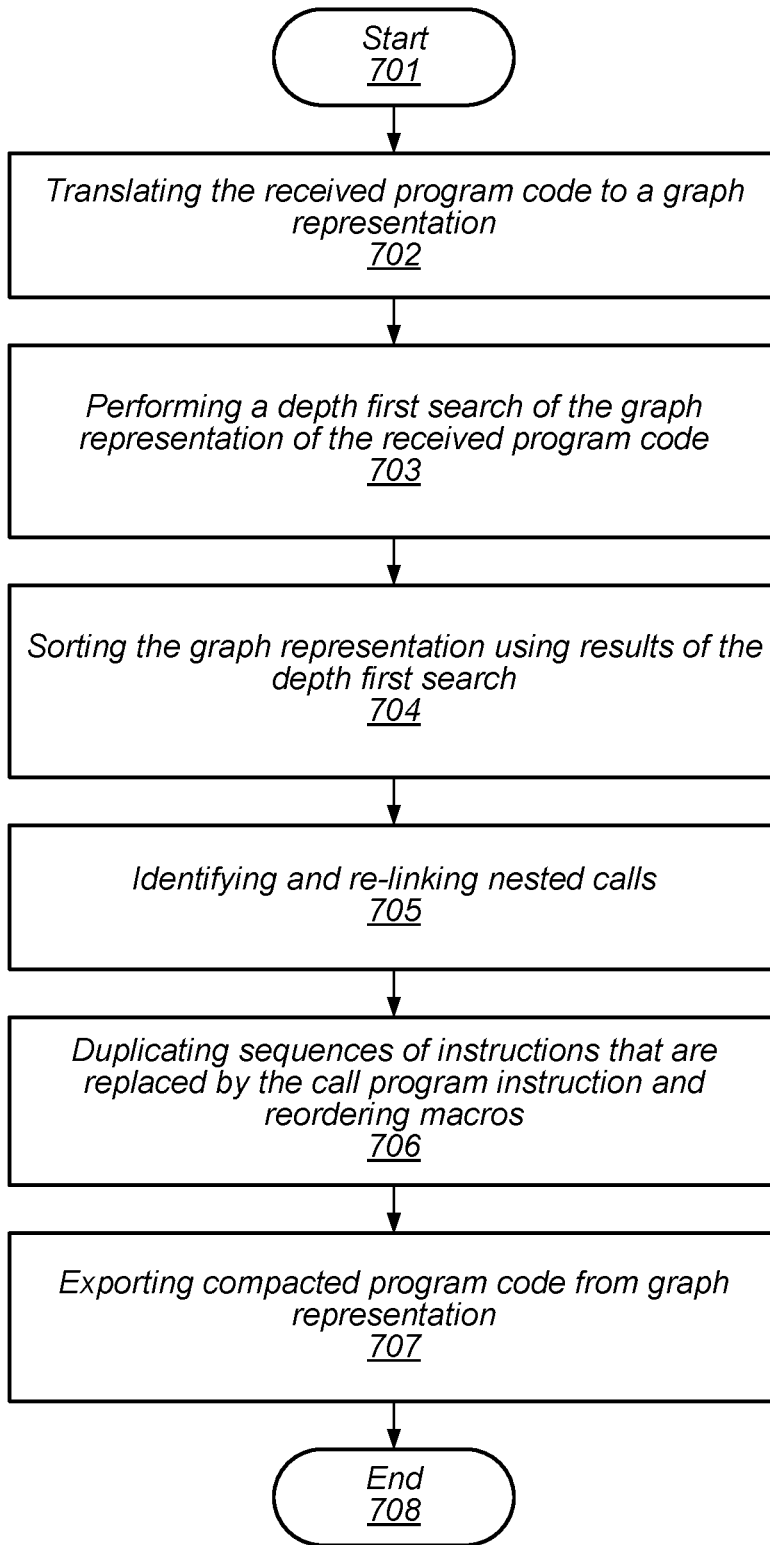 Start
701
Translating the received program code to a graph
representation
702
Performing a depth first search of the graph
representation of the received program code
703
Sorting the graph representation using results of the
depth first search
704
Identifying and re-linking nested calls
705
Duplicating sequences of instructions that are
replaced by the call program instruction and
reordering macros
706
Exporting compacted program code from graph
representation
707
End
708